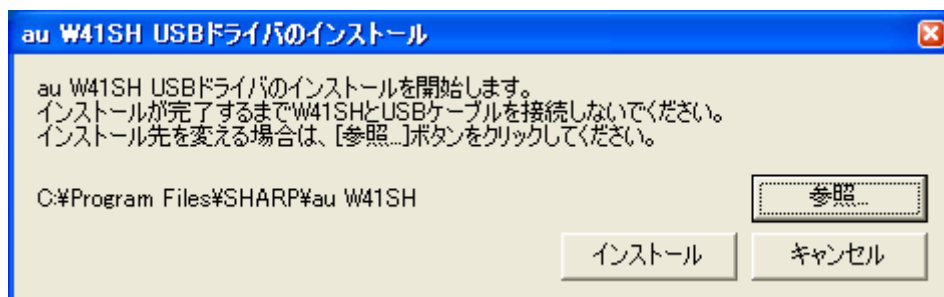 au W41SH USBドライバのインストール
au W41SH USBドライバのインストールを開始します。
インストールが完了するまでW41SHとUSBケーブルを接続しないでください。
インストール先を変える場合は、[参照...]ボタンをクリックしてください。
C:¥Program Files¥SHARP¥au W41SH
参照...
インストール
キャンセル